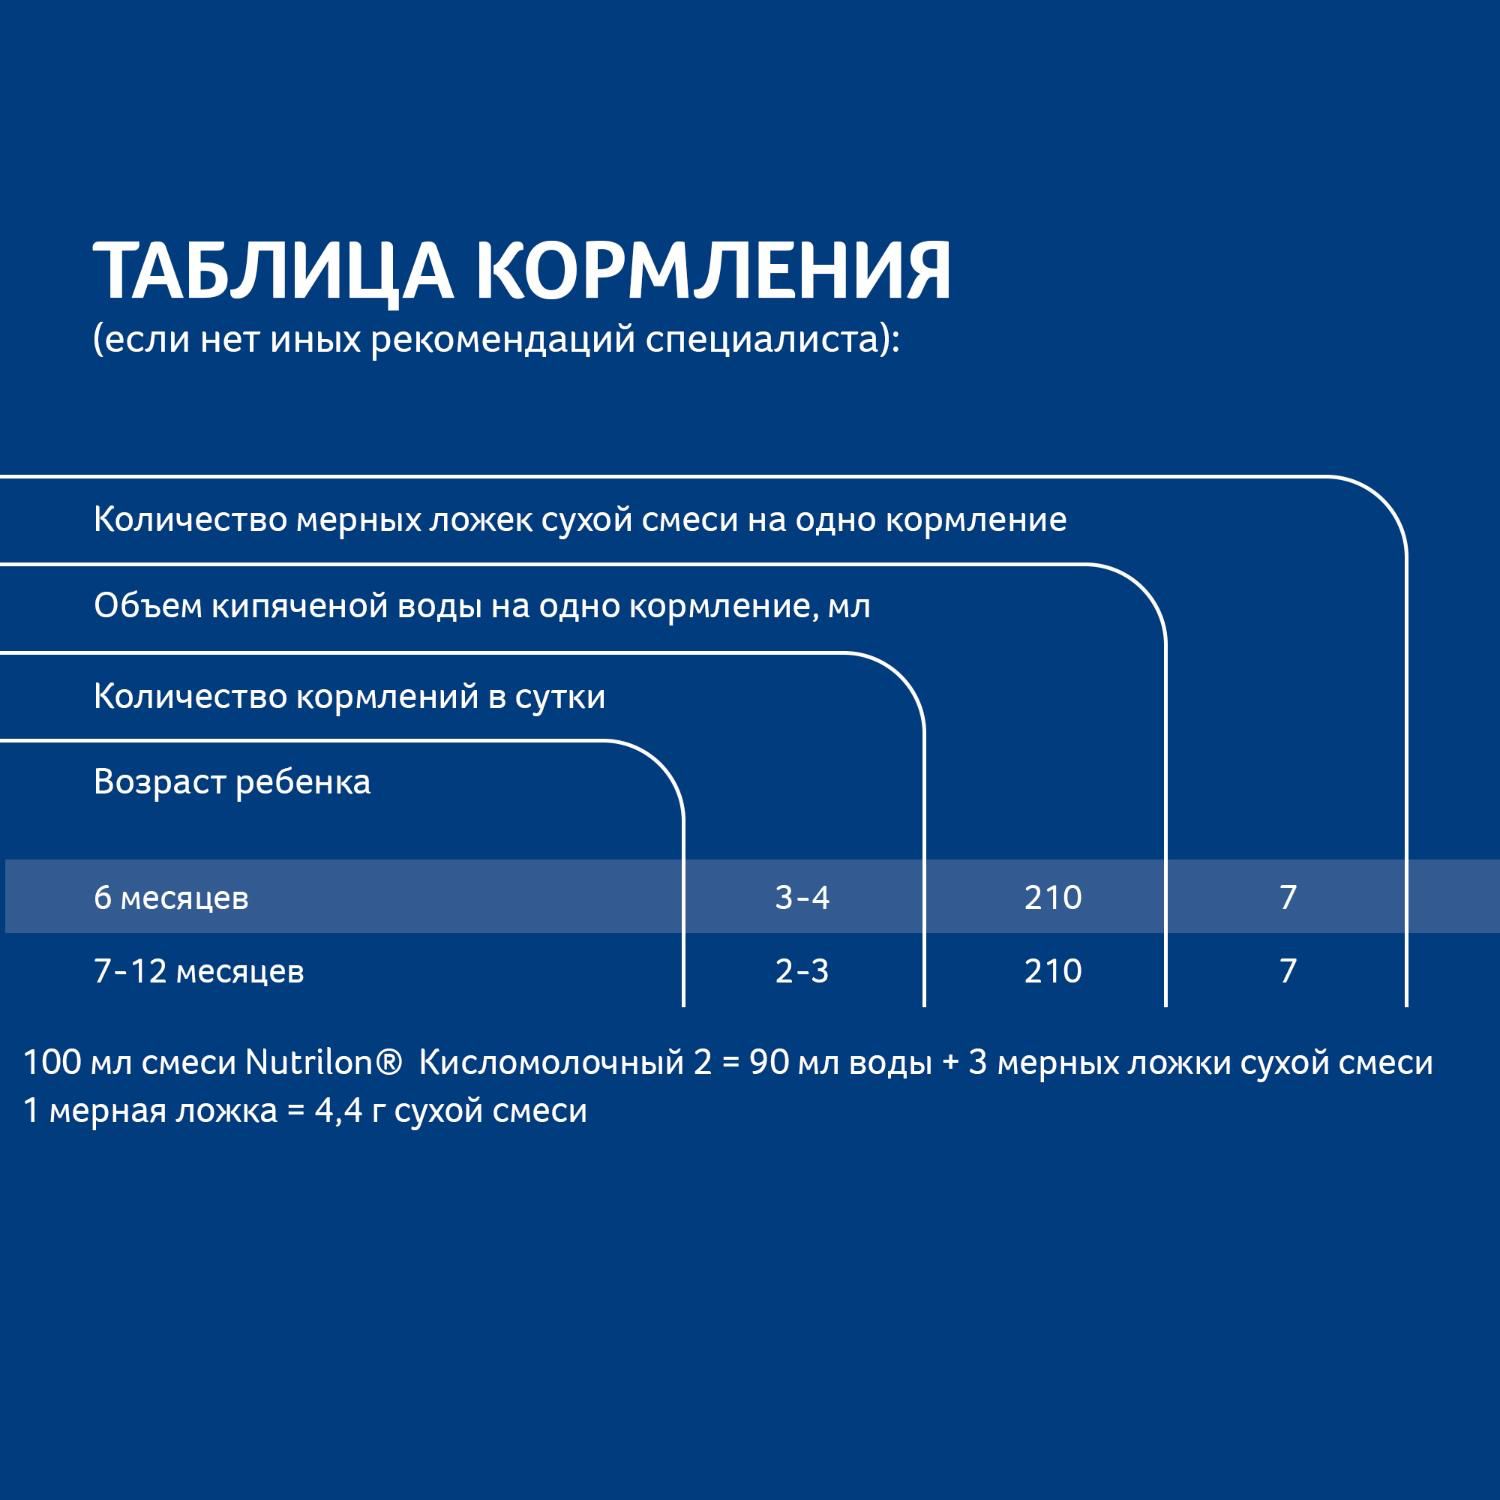 ТАБЛИЦА КОРМЛЕНИЯ
(если нет иных рекомендаций специалиста):
Количество мерных ложек сухой смеси на одно кормление
Объем кипяченой воды на одно кормление, мл
Количество кормлений в сутки
Возраст ребенка
6 месяцев 3-4 210 7
7-12 месяцев 2-3 210 7
100 мл смеси Nutrilon® Кисломолочный 2 = 90 мл воды + 3 мерных ложки сухой смеси
1 мерная ложка = 4,4 г сухой смеси